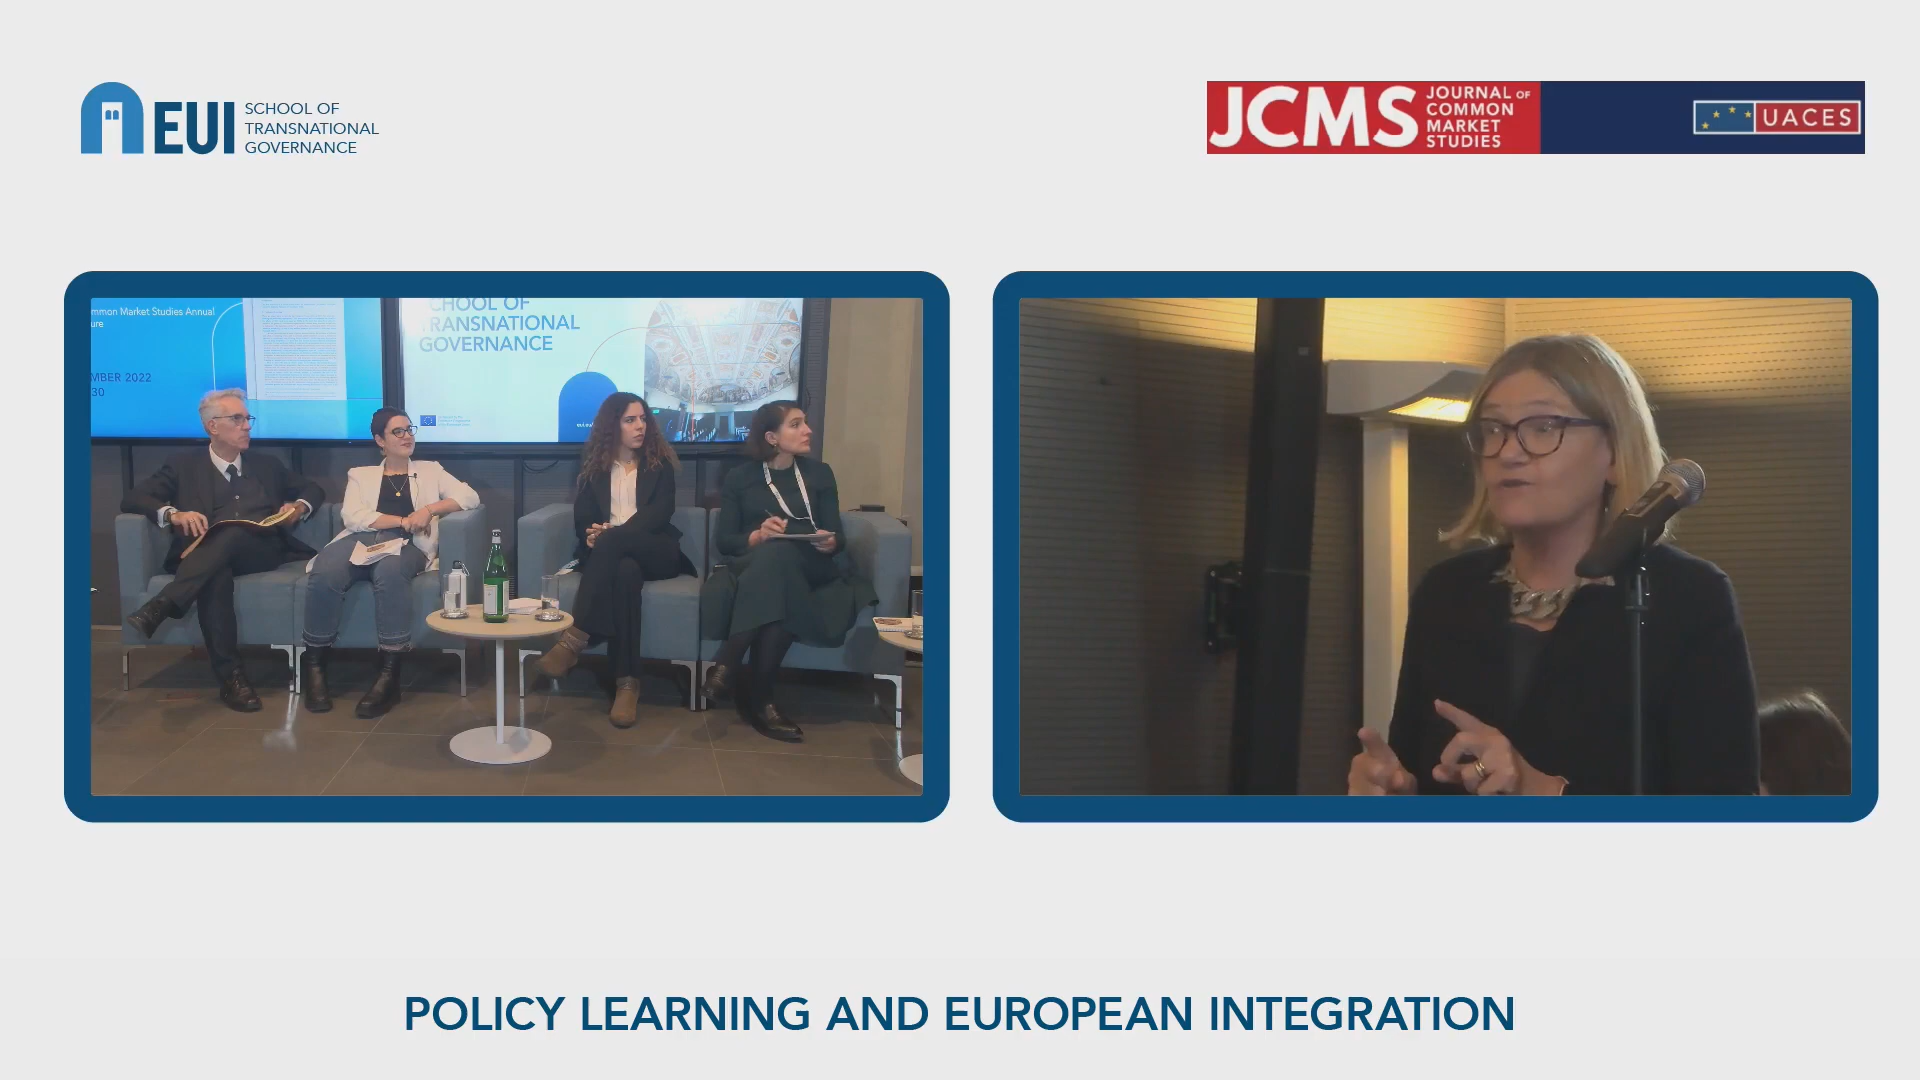 EUI
SCHOOL OF
TRANSNATIONAL
GOVERNANCE
JCMS
JOURNAL OF
COMMON
MARKET
STUDIES
UACES
mmon Market Studies Annual
ure
MBER 2022
30
CHOOL OF
TRANSNATIONAL
GOVERNANCE
POLICY LEARNING AND EUROPEAN INTEGRATION